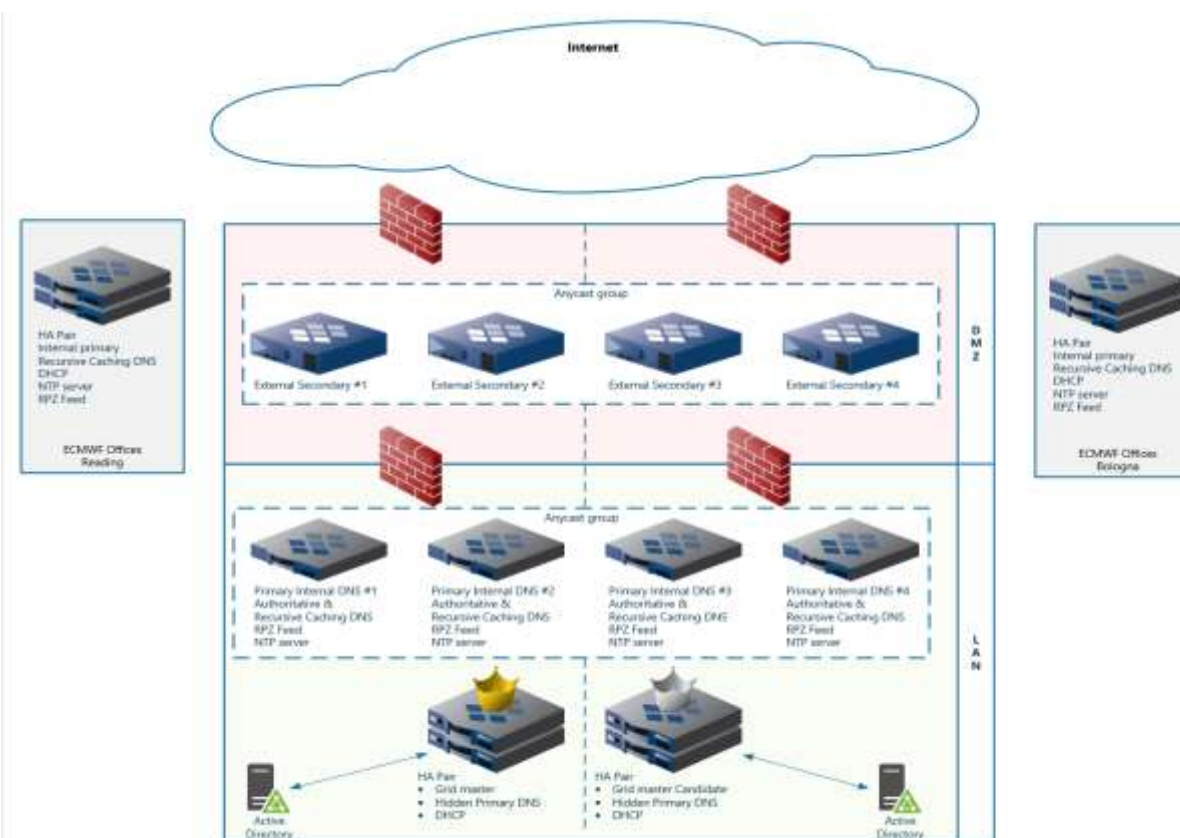 Internet
HA Pair
Internal primary
Recursive Caching DNS
DHCP
NTP server
RPZ Feed
ECMWF Offices
Reading
Anycast group
External Secondary #1
External Secondary #2
External Secondary #3
External Secondary #4
DMZ
HA Pair
Internal primary
Recursive Caching DNS
DHCP
NTP server
RPZ Feed
ECMWF Offices
Bologna
Anycast group
Primary Internal DNS #1
Authoritative &
Recursive Caching DNS
RPZ Feed
NTP server
Primary Internal DNS #2
Authoritative &
Recursive Caching DNS
RPZ Feed
NTP server
Primary Internal DNS #3
Authoritative &
Recursive Caching DNS
RPZ Feed
NTP server
Primary Internal DNS #4
Authoritative &
Recursive Caching DNS
RPZ Feed
NTP server
LAN
Active
Directory
HA Pair
• Grid master
• Hidden Primary DNS
• DHCP
HA Pair
• Grid master Candidate
• Hidden Primary DNS
• DHCP
Active
Directory